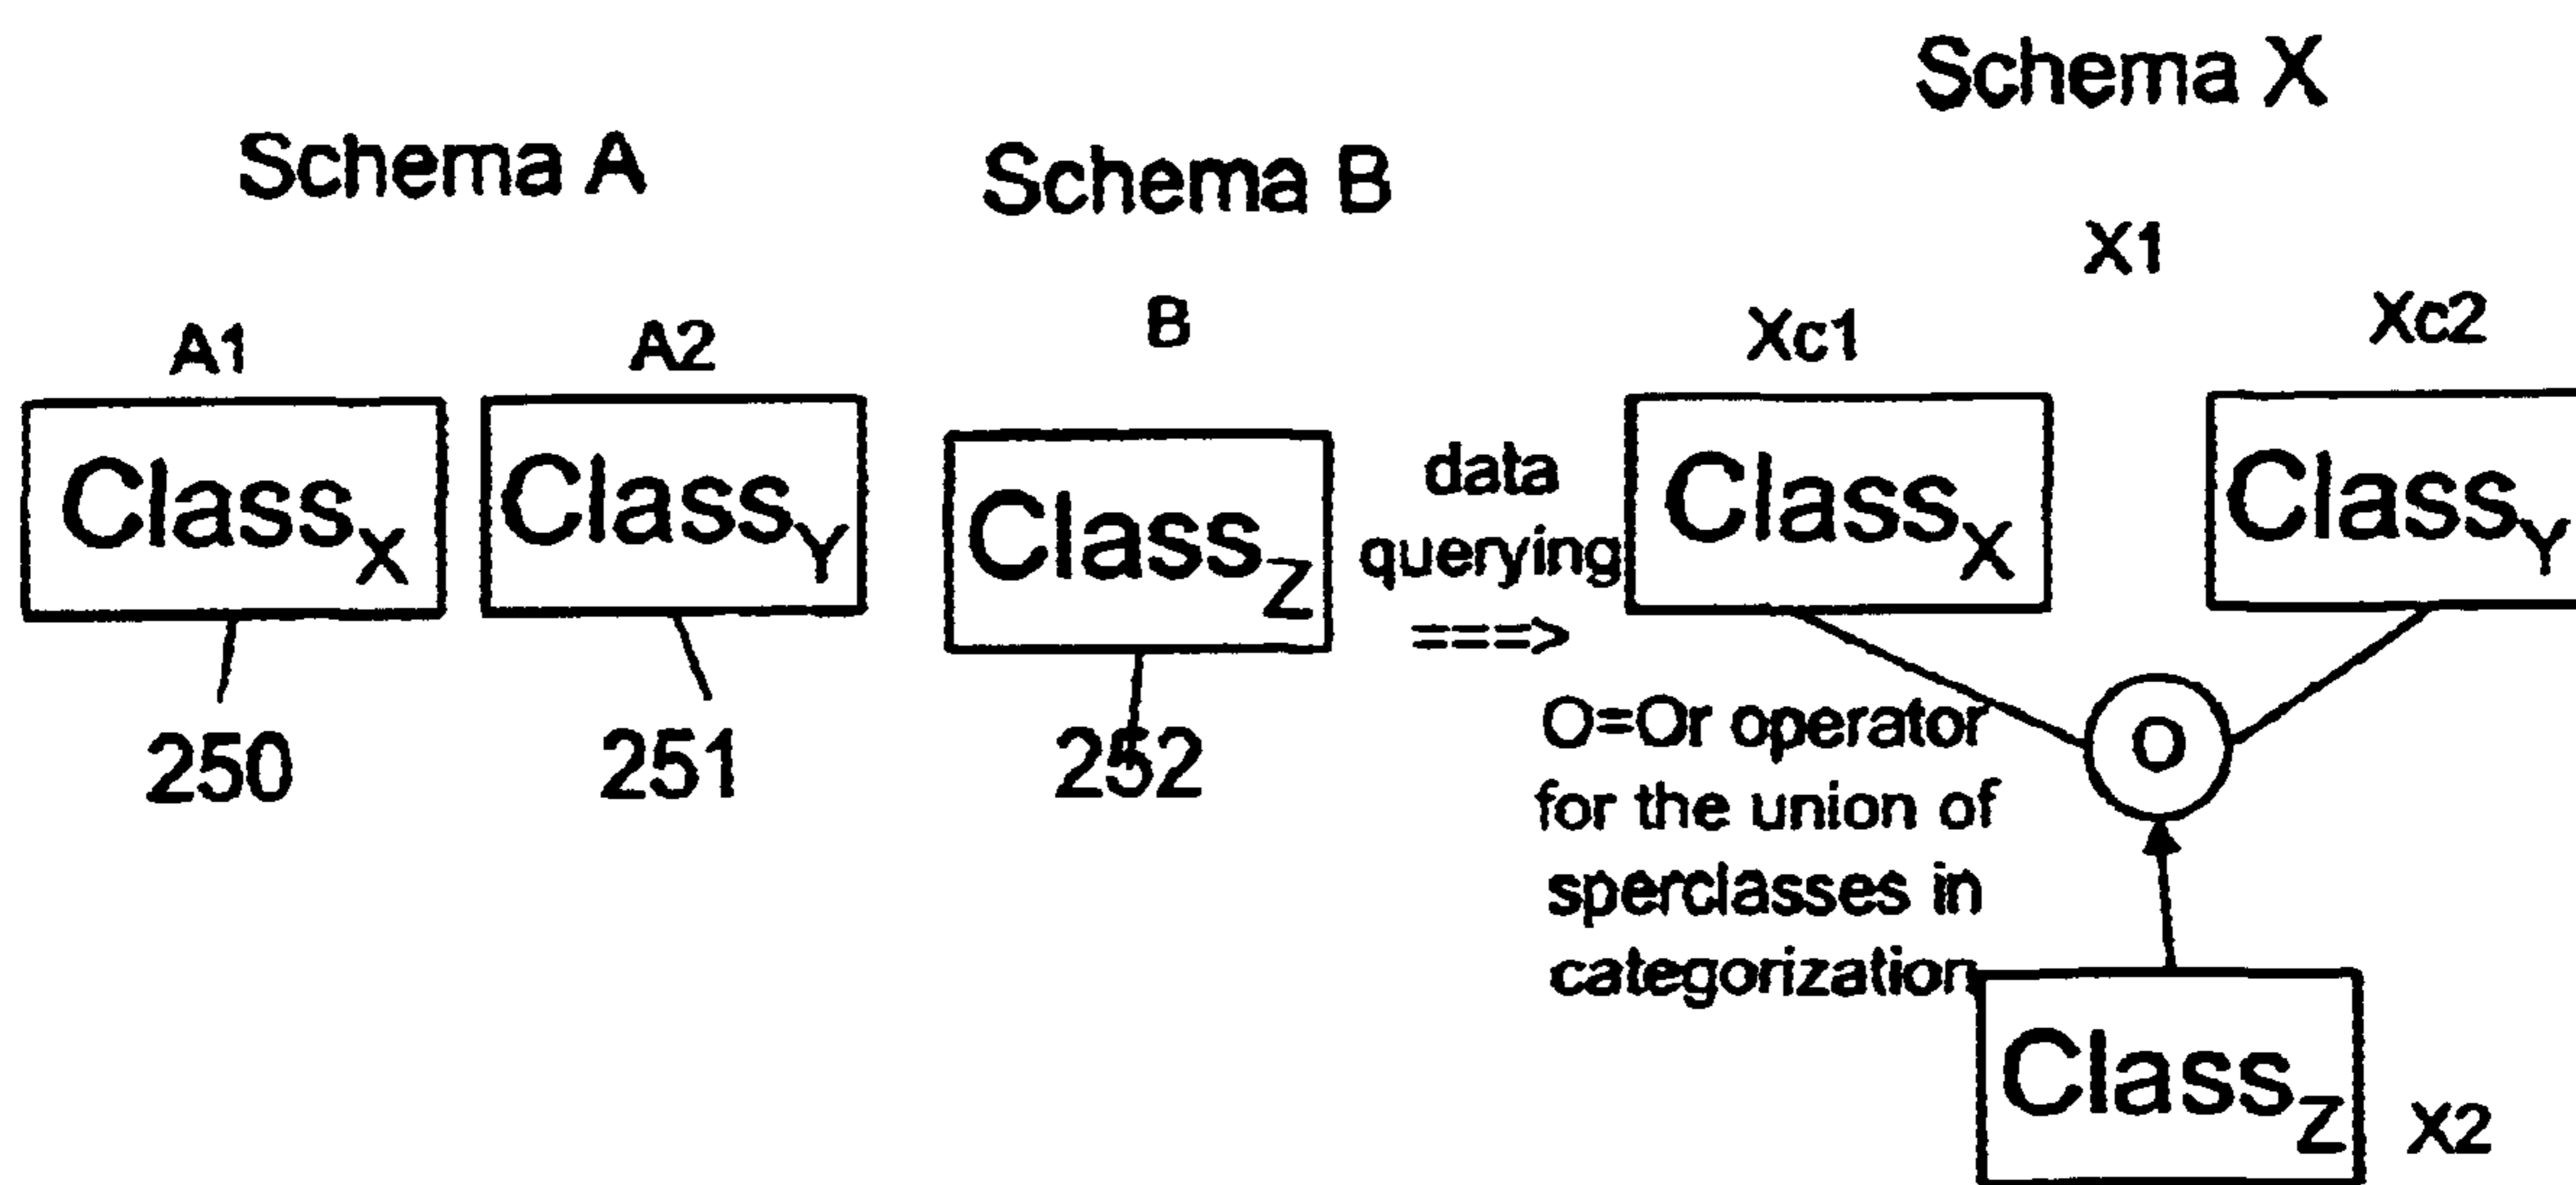 Schema A
Schema B
Schema X
A1
A2
B
X1
Xc1
Xc2
ClassX
ClassY
ClassZ
data
querying
===>
ClassX
ClassY
250
251
252
O=Or operator
for the union of
sperclasses in
categorization
O
ClassZ
X2